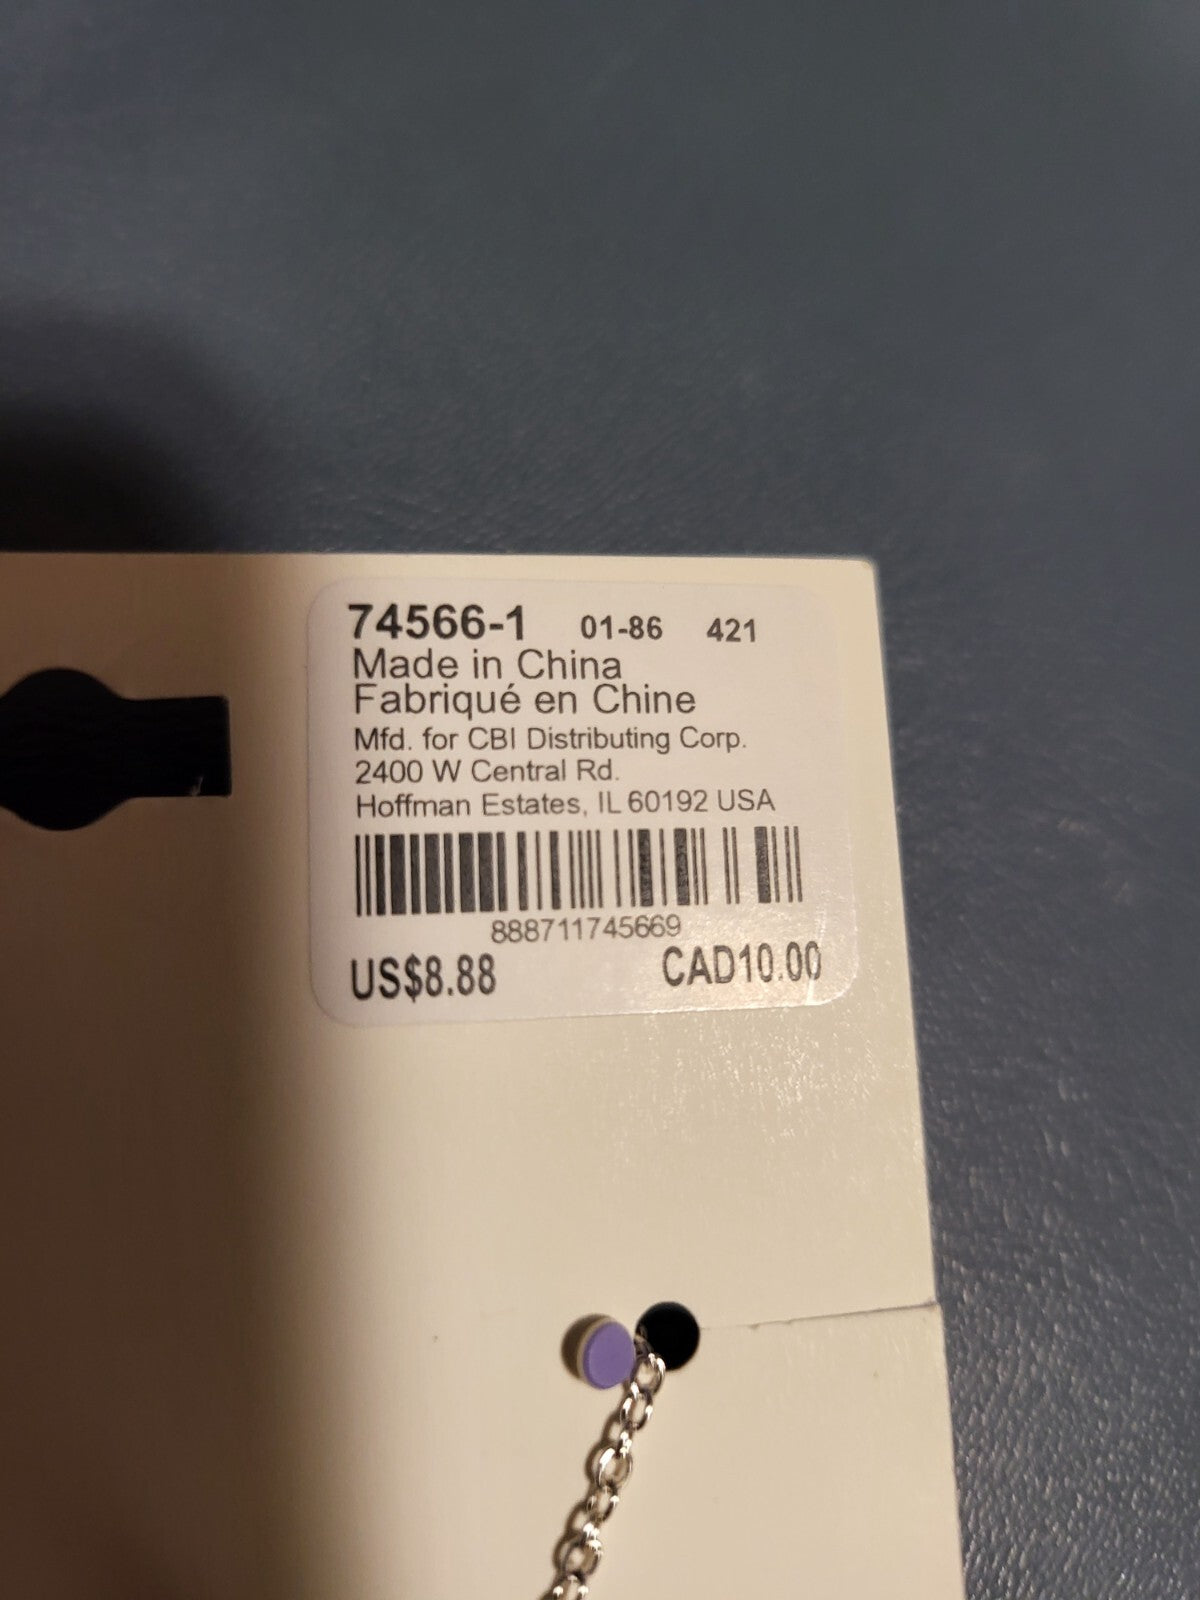 74566-1 01-86 421
Made in China
Fabriqué en Chine
Mfd. for CBI Distributing Corp.
2400 W Central Rd.
Hoffman Estates, IL 60192 USA
888711745669
US$8.88 CAD10.00